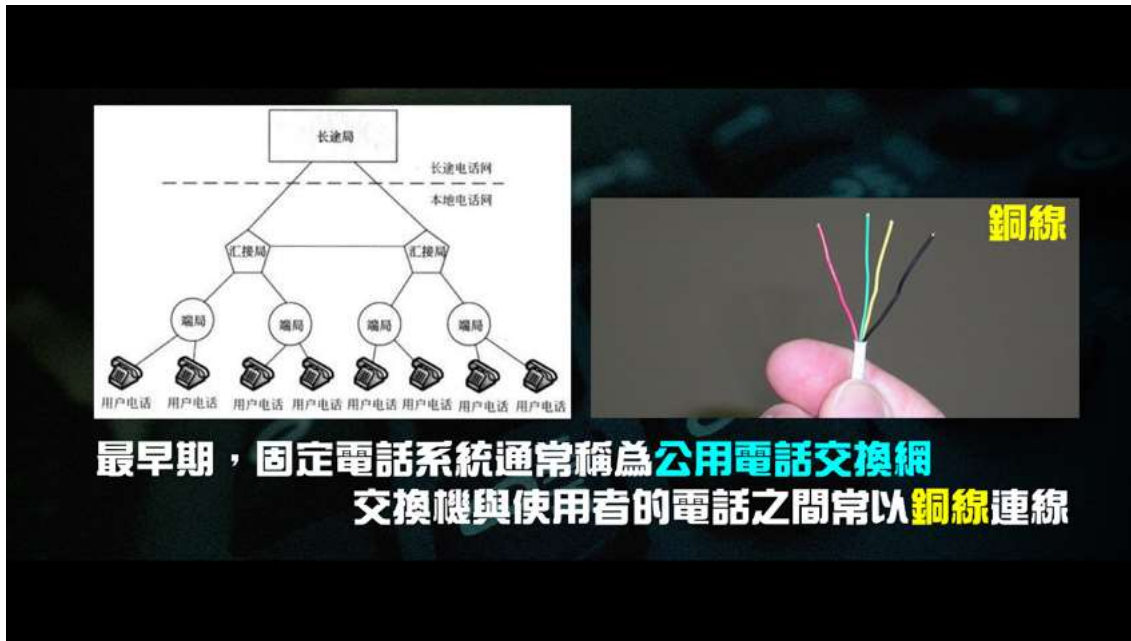 长途局
长途电话网
本地电话网
汇接局 汇接局
端局 端局 端局 端局
用户电话 用户电话 用户电话 用户电话 用户电话 用户电话 用户电话 用户电话
銅線
最早期，固定電話系統通常稱為公用電話交換網
交換機與使用者的電話之間常以銅線連線